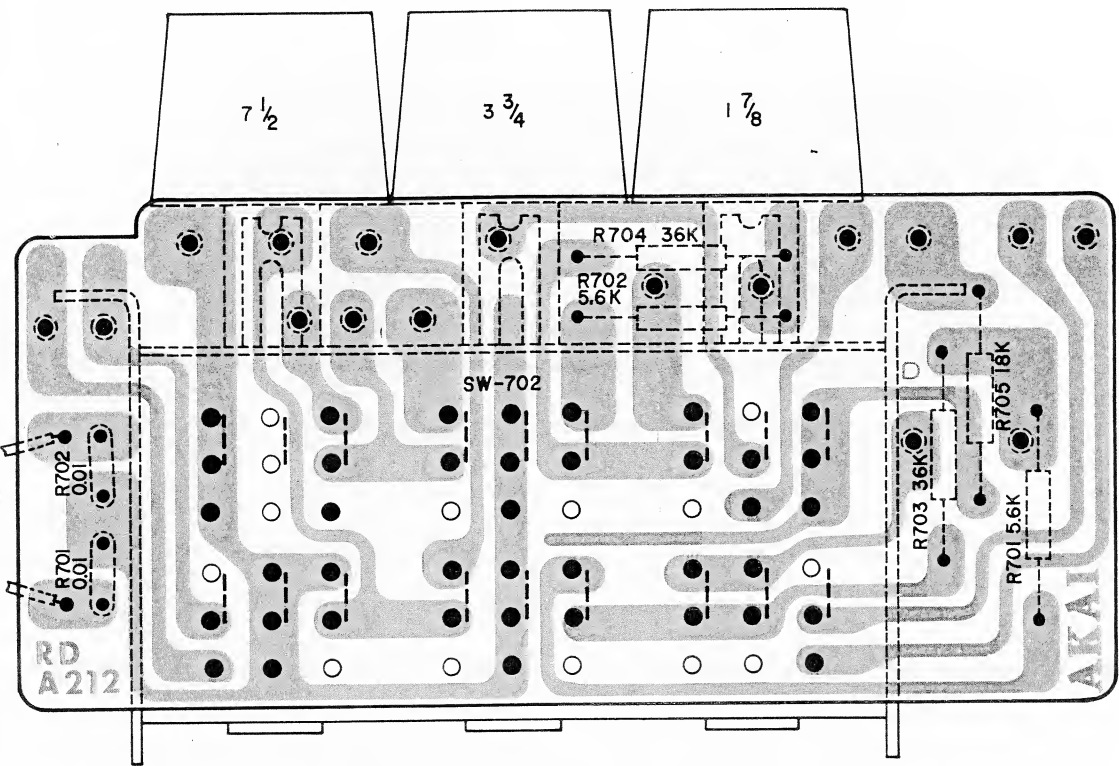 7 1/2
3 3/4
1 7/8
R704 36K
R702
5.6K
SW-702
R705 18K
R703 36K
R701 5.6K
R702
0.01
R701
0.01
RD
A212
AKAI